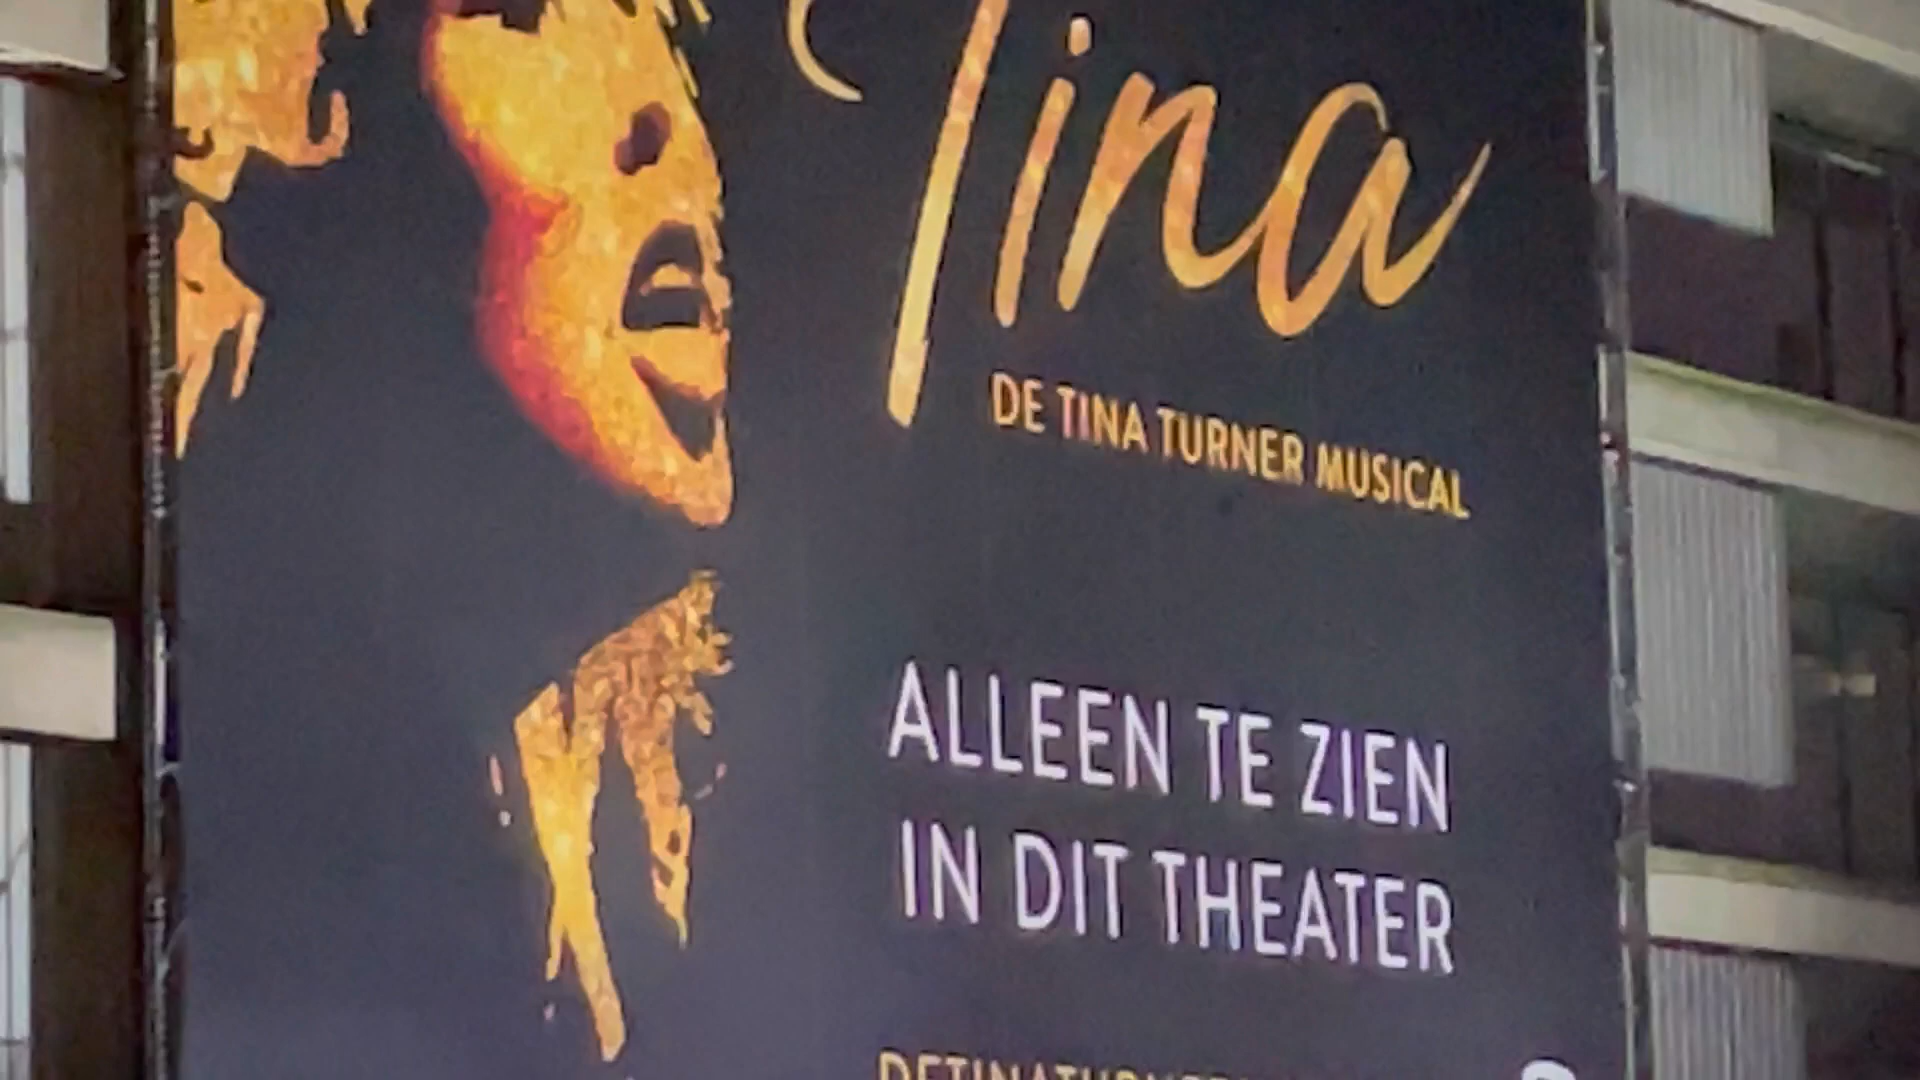 Tina
DE TINA TURNER MUSICAL
ALLEEN TE ZIEN
IN DIT THEATER